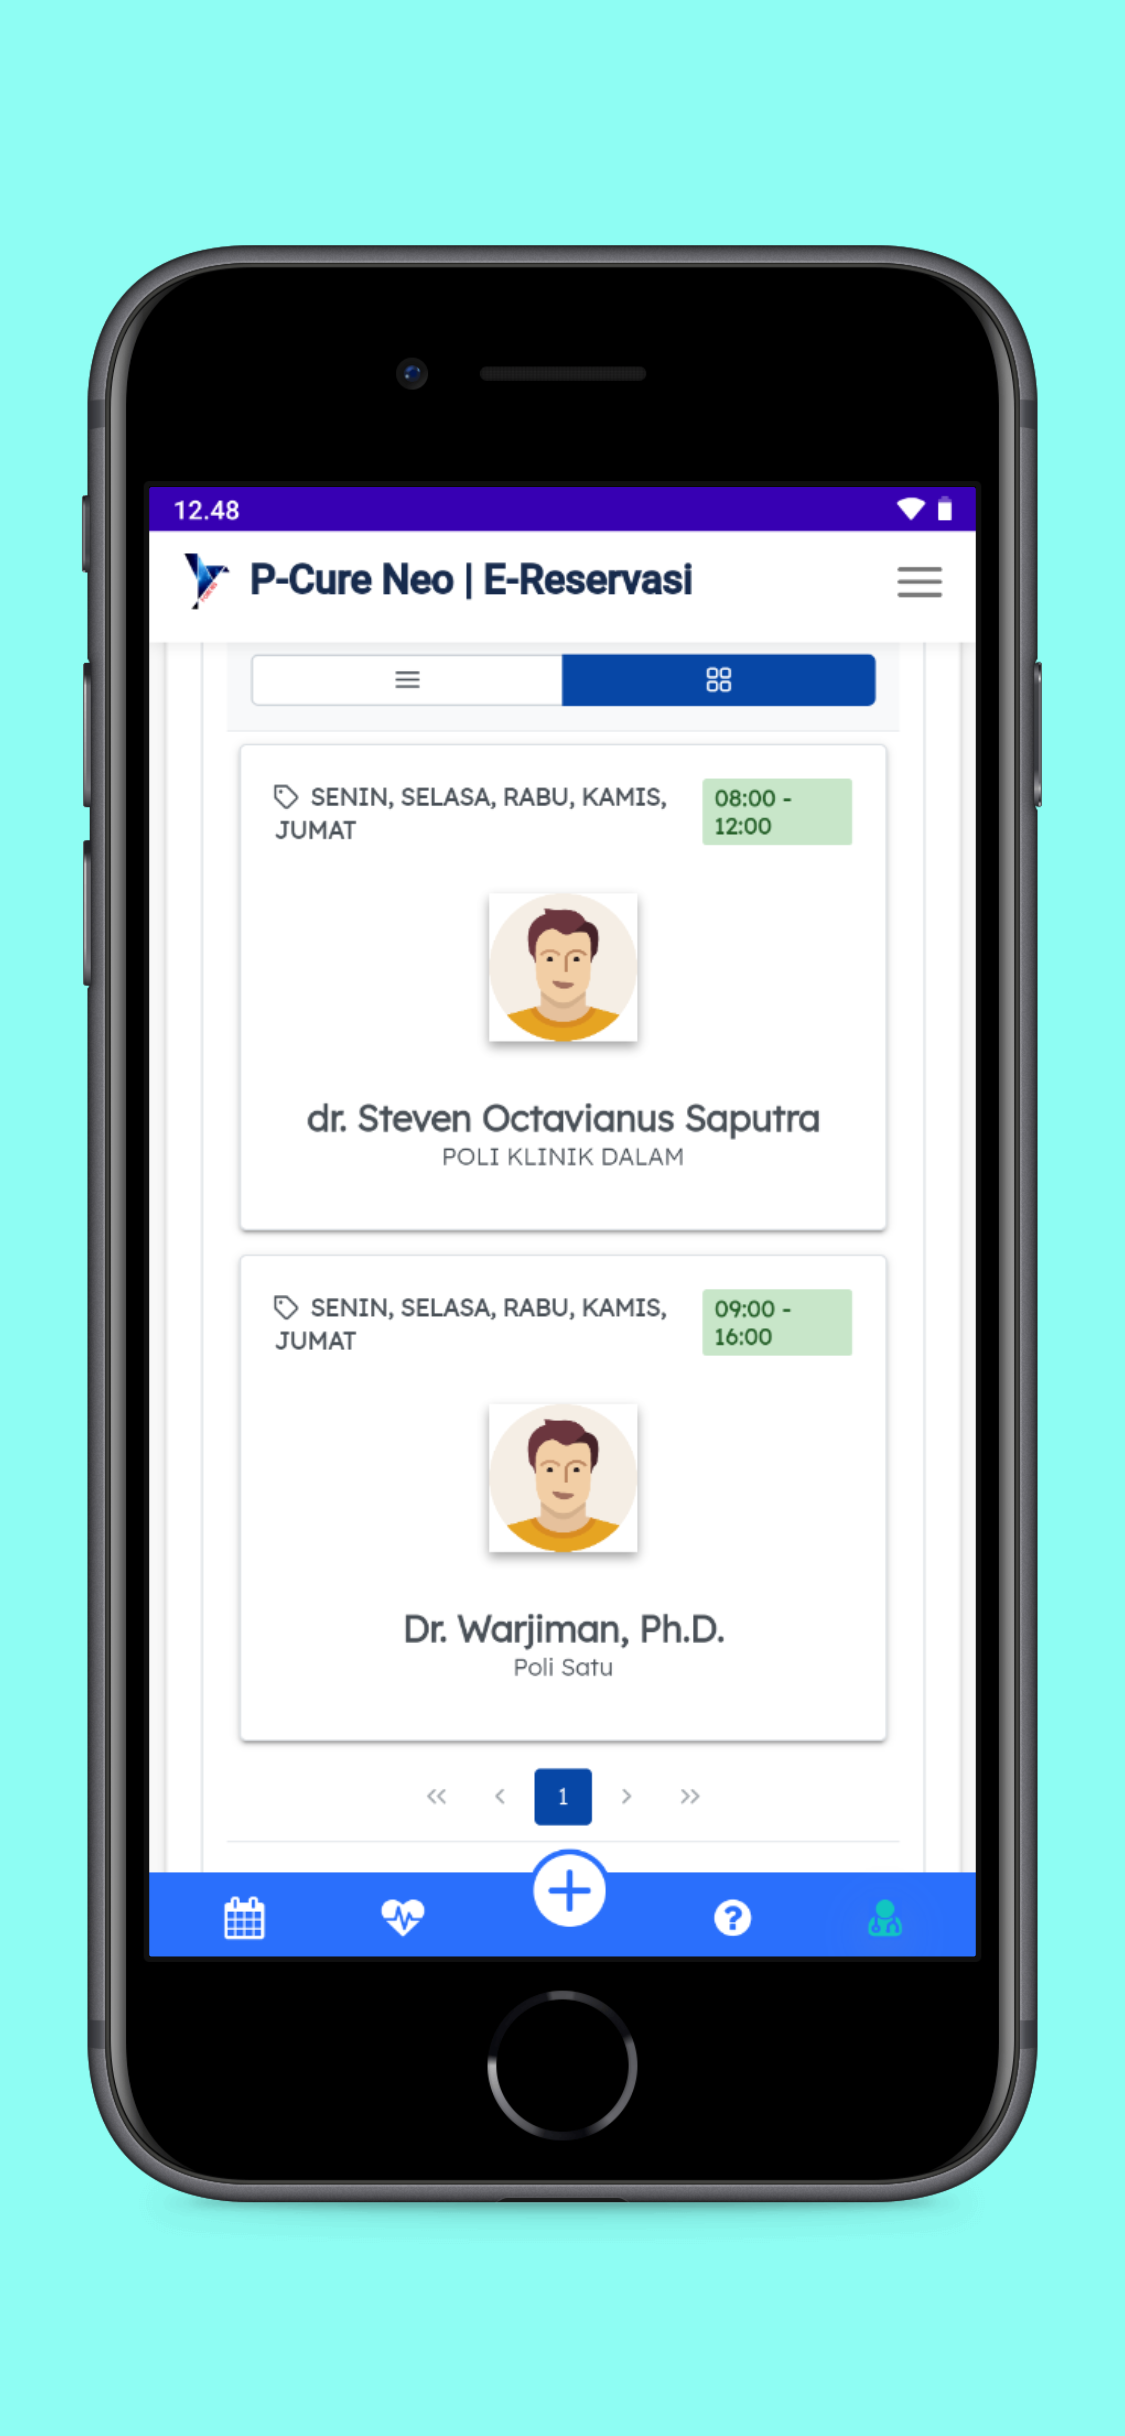 12.48
P-Cure Neo | E-Reservasi
SENIN, SELASA, RABU, KAMIS,
JUMAT
08:00 -
12:00
dr. Steven Octavianus Saputra
POLI KLINIK DALAM
SENIN, SELASA, RABU, KAMIS,
JUMAT
09:00 -
16:00
Dr. Warjiman, Ph.D.
Poli Satu
1